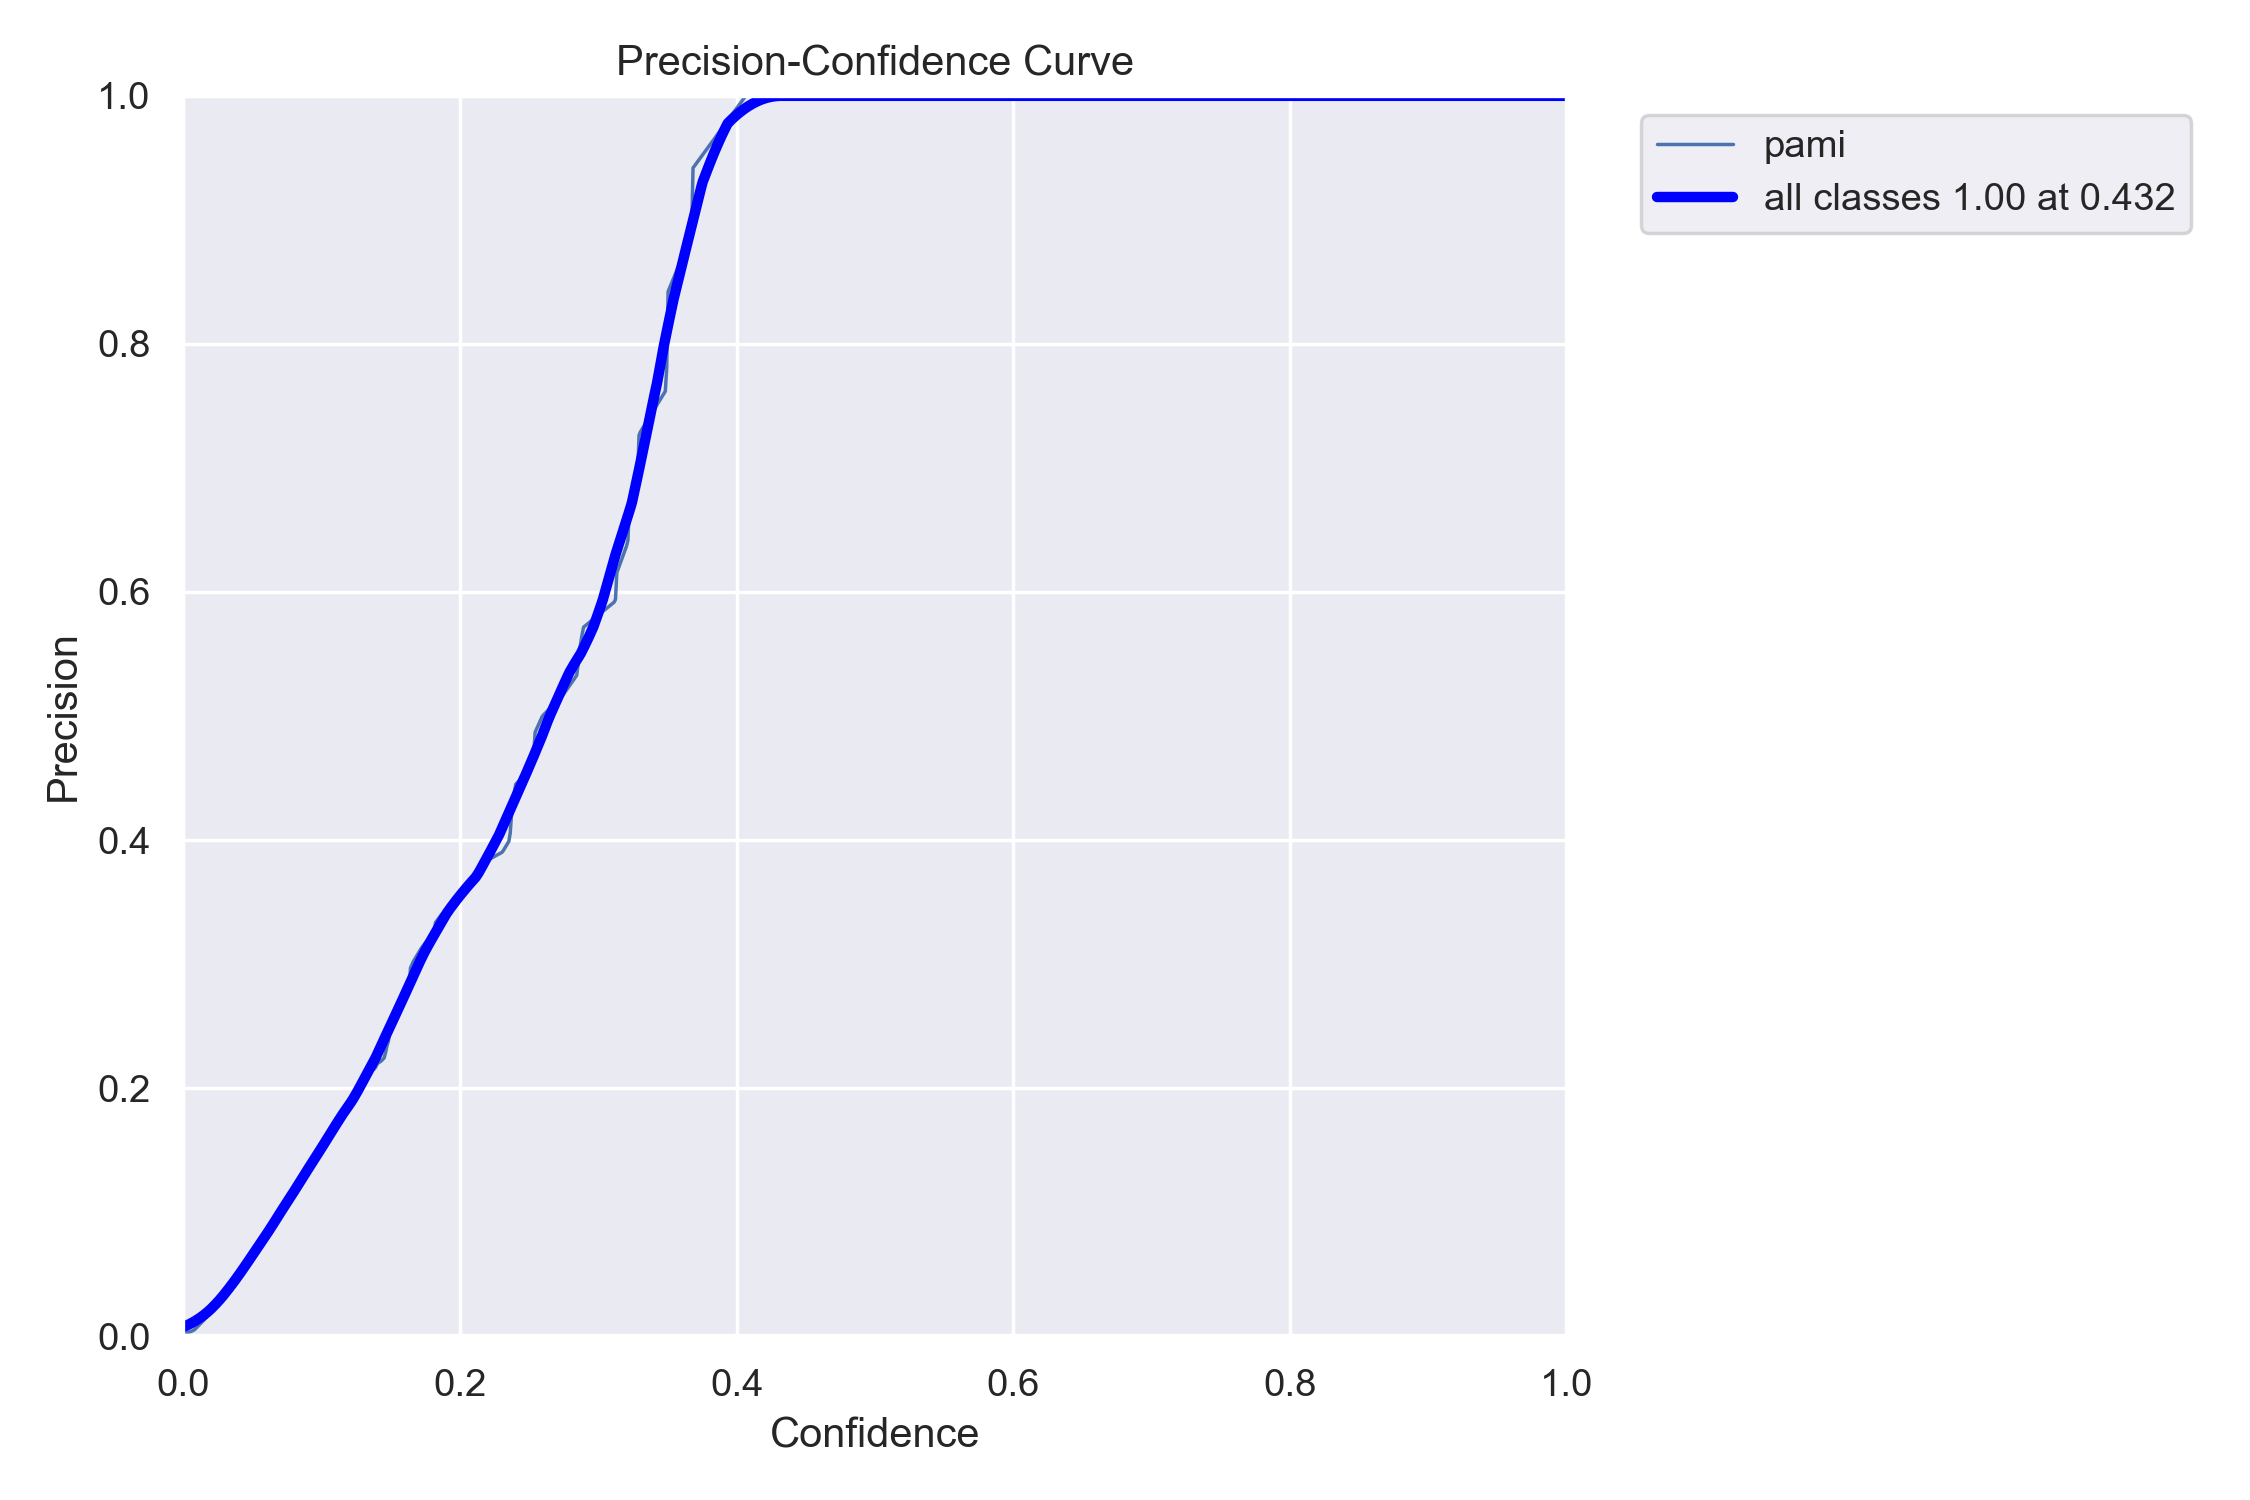 Precision-Confidence Curve
pami
all classes 1.00 at 0.432
1.0
0.8
0.6
0.4
0.2
0.0
Precision
0.0 0.2 0.4 0.6 0.8 1.0
Confidence